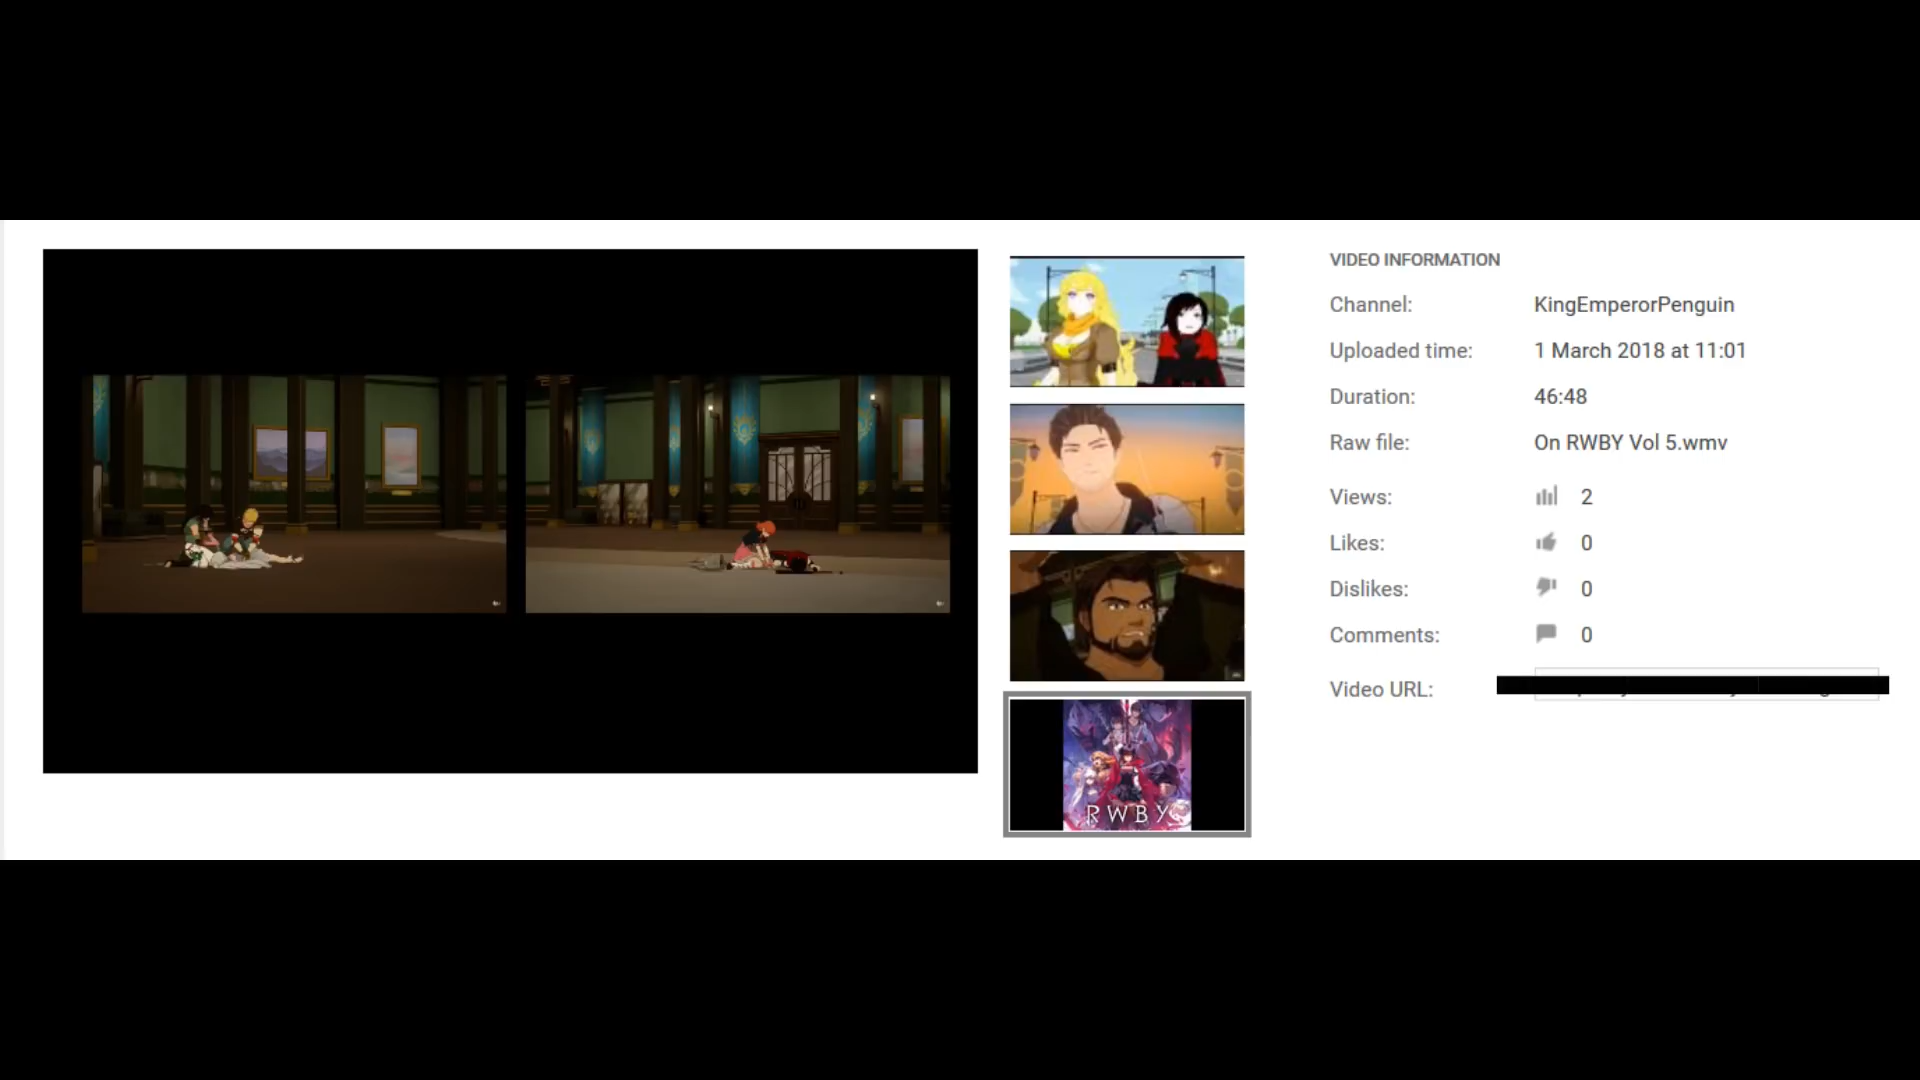 RWBY
VIDEO INFORMATION
Channel: KingEmperorPenguin
Uploaded time: 1 March 2018 at 11:01
Duration: 46:48
Raw file: On RWBY Vol 5.wmv
Views: 2
Likes: 0
Dislikes: 0
Comments: 0
Video URL: